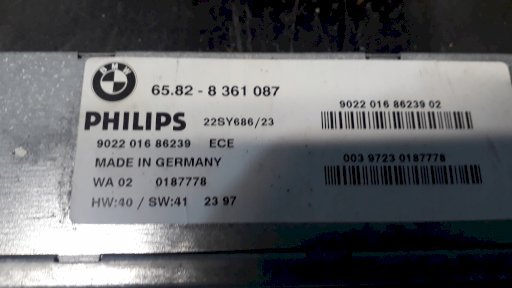 BMW
65.82 - 8 361 087
PHILIPS 22SY686/23
9022 016 86239 02
9022 016 86239 ECE
MADE IN GERMANY
003 9723 0187778
WA 02 0187778
HW:40 / SW:41 23 97